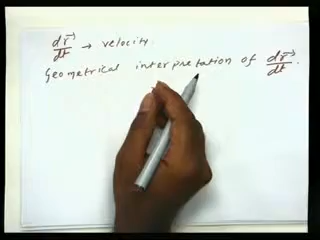 dr⃗/dt → velocity.
Geometrical interpretation of dr⃗/dt.